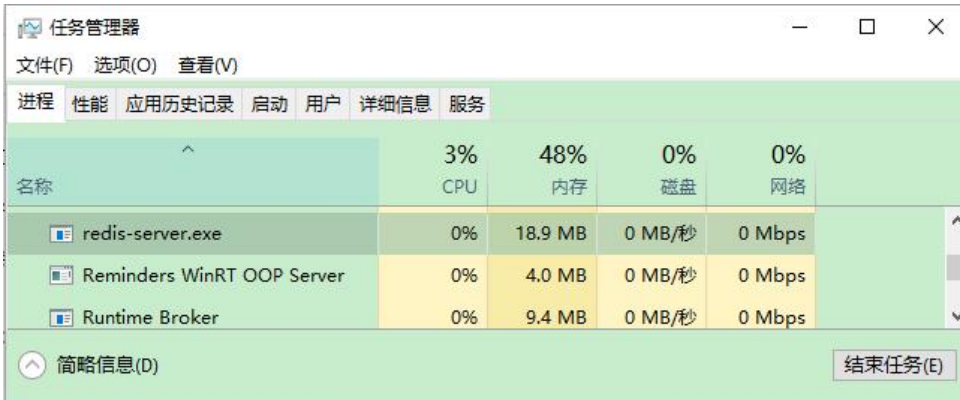 任务管理器
文件(F) 选项(O) 查看(V)
进程 性能 应用历史记录 启动 用户 详细信息 服务
3% 48% 0% 0%
名称 CPU 内存 磁盘 网络
redis-server.exe 0% 18.9 MB 0 MB/秒 0 Mbps
Reminders WinRT OOP Server 0% 4.0 MB 0 MB/秒 0 Mbps
Runtime Broker 0% 9.4 MB 0 MB/秒 0 Mbps
简略信息(D) 结束任务(E)